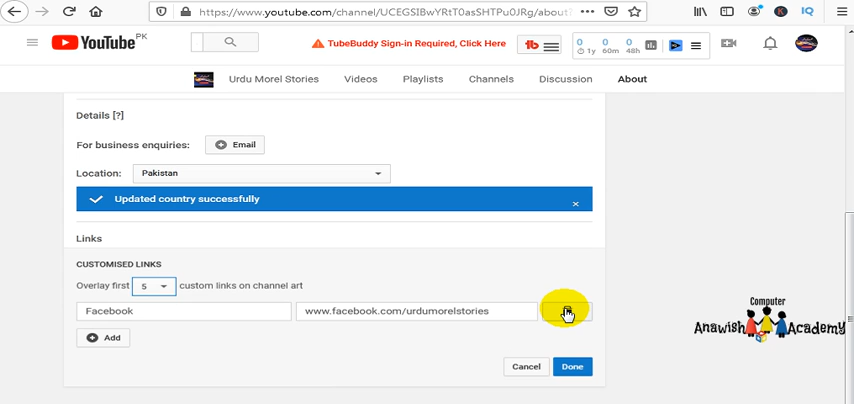 https://www.youtube.com/channel/UCEGSIBwYRtT0asSHTPu0JRg/about?
YouTube PK
TubeBuddy Sign-in Required, Click Here
tb
0 0 0
1y 60m 48h
IQ
K
Urdu Morel Stories Videos Playlists Channels Discussion About
Details [?]
For business enquiries: Email
Location: Pakistan
Updated country successfully ×
Links
CUSTOMISED LINKS
Overlay first 5 custom links on channel art
Facebook www.facebook.com/urdumorelstories
Add
Cancel Done
Computer
Anawish Academy